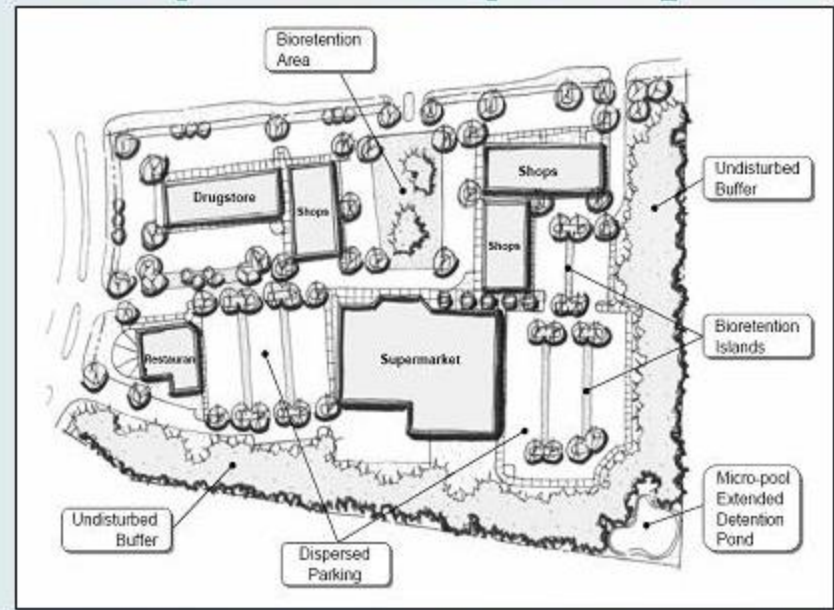 Bioretention
Area
Drugstore
Shops
Shops
Shops
Undisturbed
Buffer
Restauran
Supermarket
Bioretention
Islands
Undisturbed
Buffer
Dispersed
Parking
Micro-pool
Extended
Detention
Pond